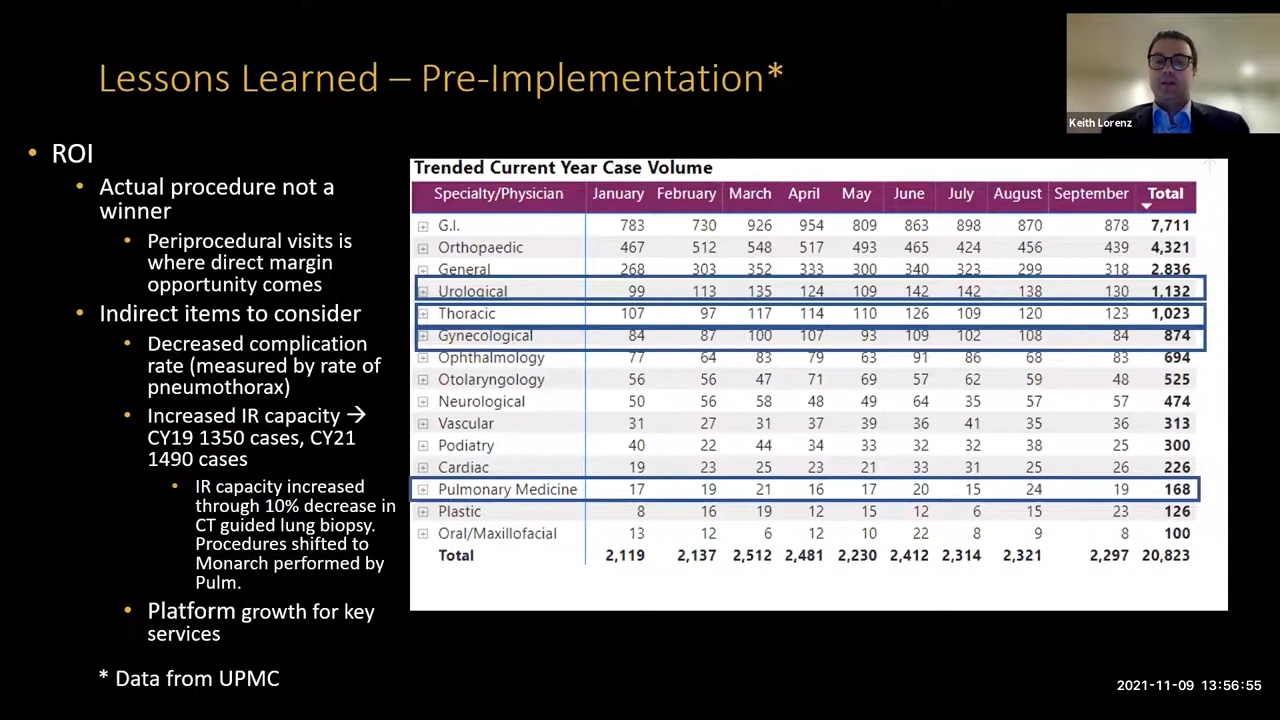 Lessons Learned – Pre-Implementation*
Keith Lorenz
• ROI
• Actual procedure not a
winner
• Periprocedural visits is
where direct margin
opportunity comes
• Indirect items to consider
• Decreased complication
rate (measured by rate of
pneumothorax)
• Increased IR capacity →
CY19 1350 cases, CY21
1490 cases
• IR capacity increased
through 10% decrease in
CT guided lung biopsy.
Procedures shifted to
Monarch performed by
Pulm.
• Platform growth for key
services
* Data from UPMC
Trended Current Year Case Volume
Specialty/Physician January February March April May June July August September Total
G.I. 783 730 926 954 809 863 898 870 878 7,711
Orthopaedic 467 512 548 517 493 465 424 456 439 4,321
General 268 303 352 333 300 340 323 299 318 2,836
Urological 99 113 135 124 109 142 142 138 130 1,132
Thoracic 107 97 117 114 110 126 109 120 123 1,023
Gynecological 84 87 100 107 93 109 102 108 84 874
Ophthalmology 77 64 83 79 63 91 86 68 83 694
Otolaryngology 56 56 47 71 69 57 62 59 48 525
Neurological 50 56 58 48 49 64 35 57 57 474
Vascular 31 27 31 37 39 36 41 35 36 313
Podiatry 40 22 44 34 33 32 32 38 25 300
Cardiac 19 23 25 23 21 33 31 25 26 226
Pulmonary Medicine 17 19 21 16 17 20 15 24 19 168
Plastic 8 16 19 12 15 12 6 15 23 126
Oral/Maxillofacial 13 12 6 12 10 22 8 9 8 100
Total 2,119 2,137 2,512 2,481 2,230 2,412 2,314 2,321 2,297 20,823
2021-11-09 13:56:55